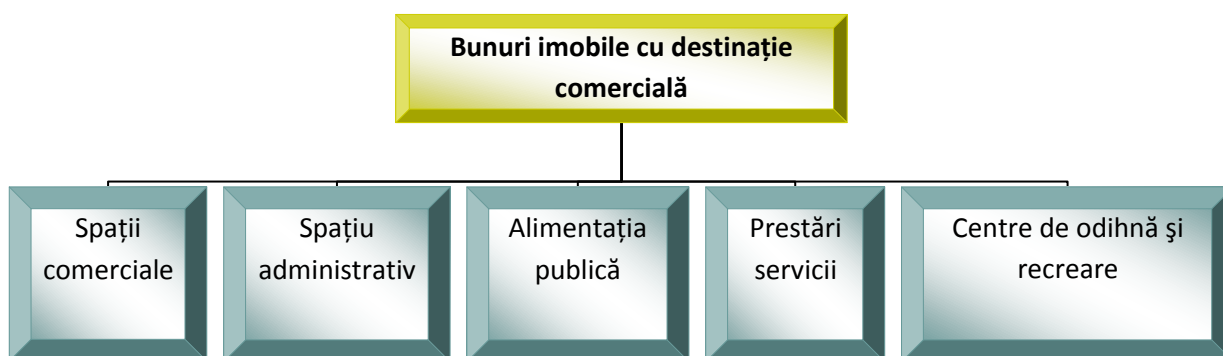 Bunuri imobile cu destinație
comercială
Spații
comerciale
Spațiu
administrativ
Alimentația
publică
Prestări
servicii
Centre de odihnă şi
recreare